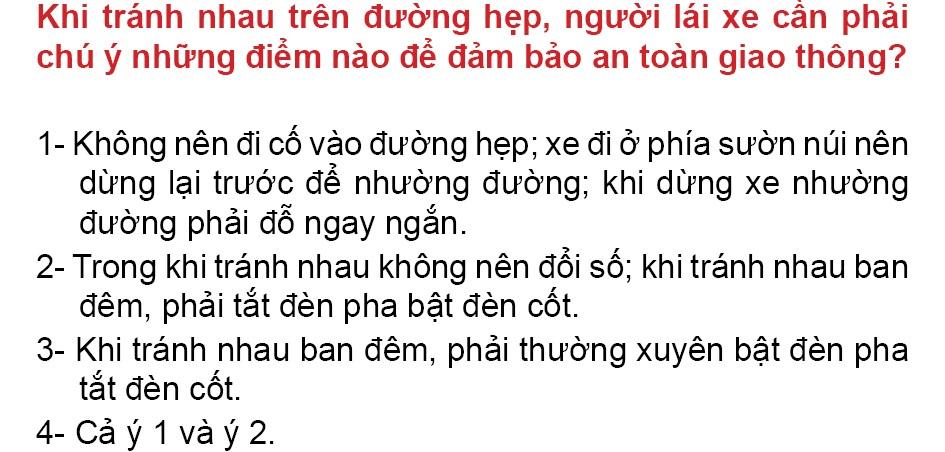 Khi tránh nhau trên đường hẹp, người lái xe cần phải
chú ý những điểm nào để đảm bảo an toàn giao thông?
1- Không nên đi cố vào đường hẹp; xe đi ở phía sườn núi nên
dừng lại trước để nhường đường; khi dừng xe nhường
đường phải đỗ ngay ngắn.
2- Trong khi tránh nhau không nên đổi số; khi tránh nhau ban
đêm, phải tắt đèn pha bật đèn cốt.
3- Khi tránh nhau ban đêm, phải thường xuyên bật đèn pha
tắt đèn cốt.
4- Cả ý 1 và ý 2.